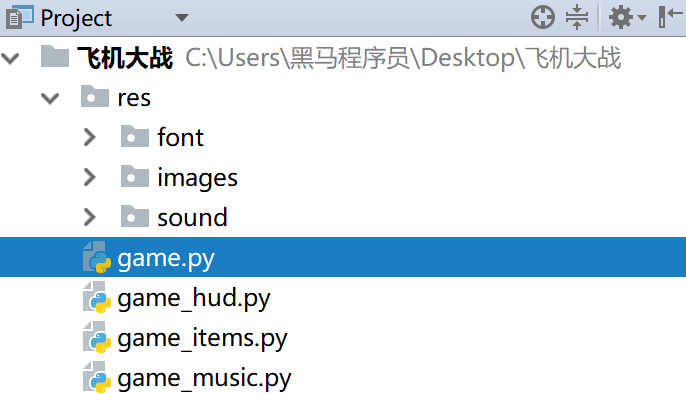 Project
飞机大战 C:\Users\黑马程序员\Desktop\飞机大战
res
font
images
sound
game.py
game_hud.py
game_items.py
game_music.py